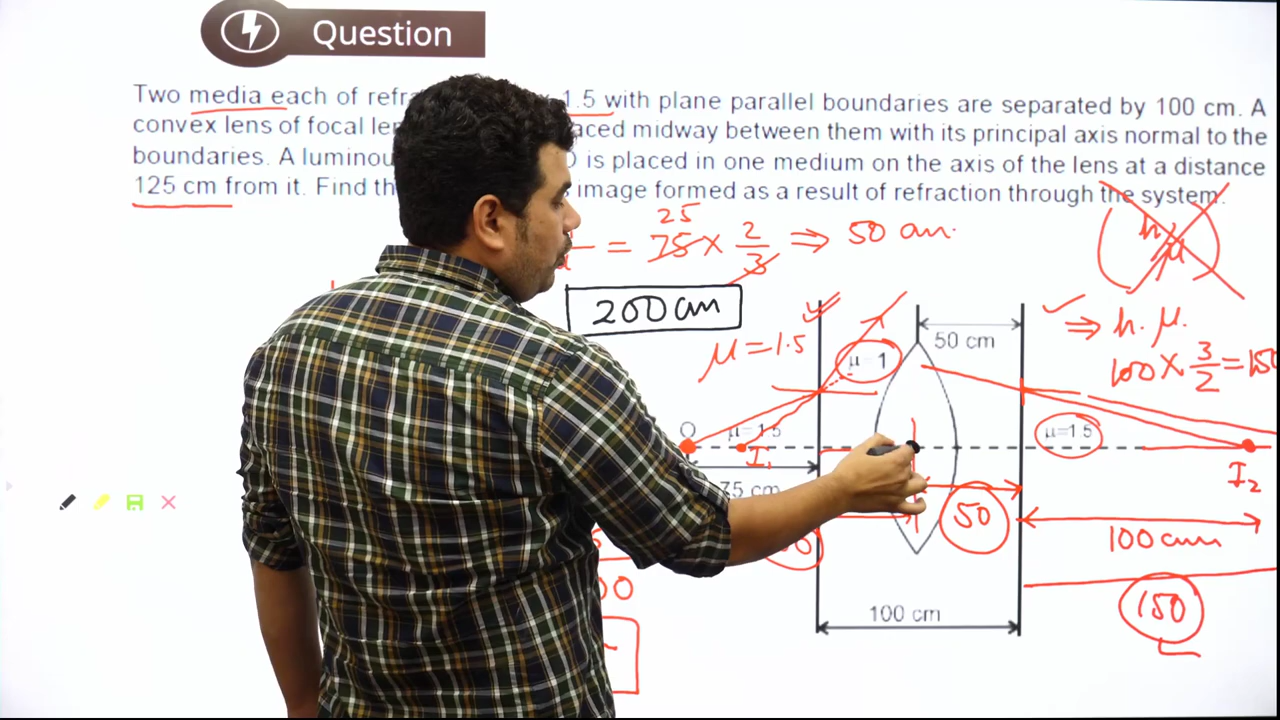 Question
Two media each of refra 1.5 with plane parallel boundaries are separated by 100 cm. A
convex lens of focal le aced midway between them with its principal axis normal to the
boundaries. A luminou O is placed in one medium on the axis of the lens at a distance
125 cm from it. Find th image formed as a result of refraction through the system.
= 75 × 2/3 ⇒ 50 cm.
25
h/μ
200 cm
μ = 1.5
μ = 1
50 cm
⇒ h. μ.
100 × 3/2 = 150
O
μ=1.5
I₁
μ=1.5
I₂
75 cm
50
100 cm
00
150
100 cm